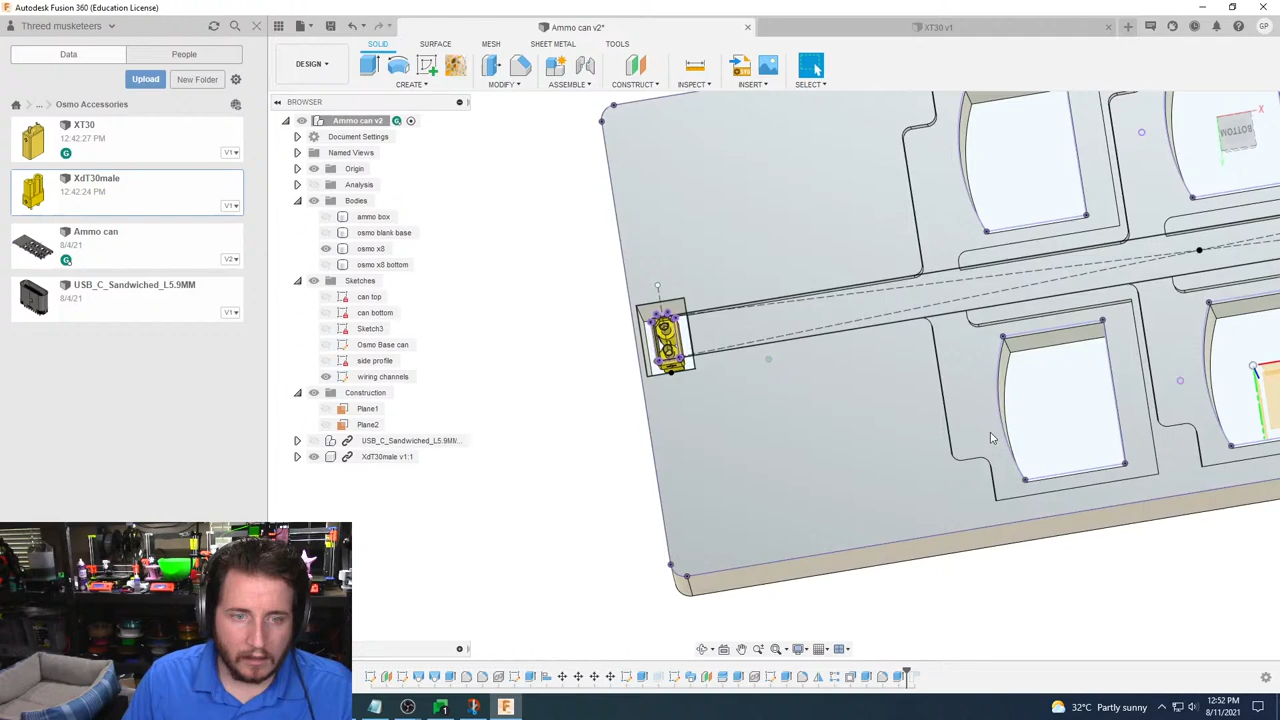 Autodesk Fusion 360 (Education License)
Threed musketeers
Ammo can v2*
XT30 v1
GP
Data
People
Upload
New Folder
... Osmo Accessories
XT30
12:42:27 PM
G
V1
XdT30male
12:42:24 PM
V1
Ammo can
8/4/21
G
V2
USB_C_Sandwiched_L5.9MM
8/4/21
V1
DESIGN
SOLID
SURFACE
MESH
SHEET METAL
TOOLS
CREATE
MODIFY
ASSEMBLE
CONSTRUCT
INSPECT
INSERT
SELECT
BROWSER
Ammo can v2
Document Settings
Named Views
Origin
Analysis
Bodies
ammo box
osmo blank base
osmo x8
osmo x8 bottom
Sketches
can top
can bottom
Sketch3
Osmo Base can
side profile
wiring channels
Construction
Plane1
Plane2
USB_C_Sandwiched_L5.9MM...
XdT30male v1:1
X
BOTTOM
32°C Partly sunny
12:52 PM
8/11/2021